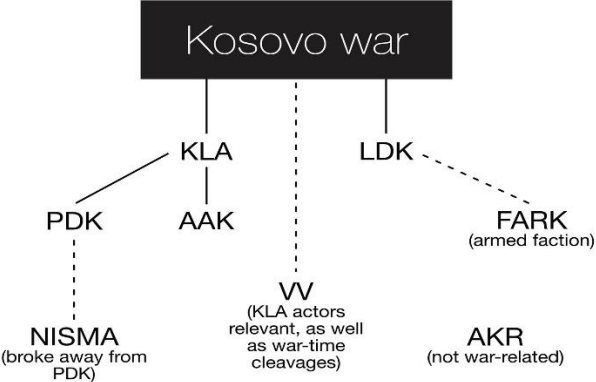 Kosovo war
KLA
LDK
PDK
AAK
FARK
(armed faction)
VV
(KLA actors
relevant, as well
as war-time
cleavages)
NISMA
(broke away from
PDK)
AKR
(not war-related)